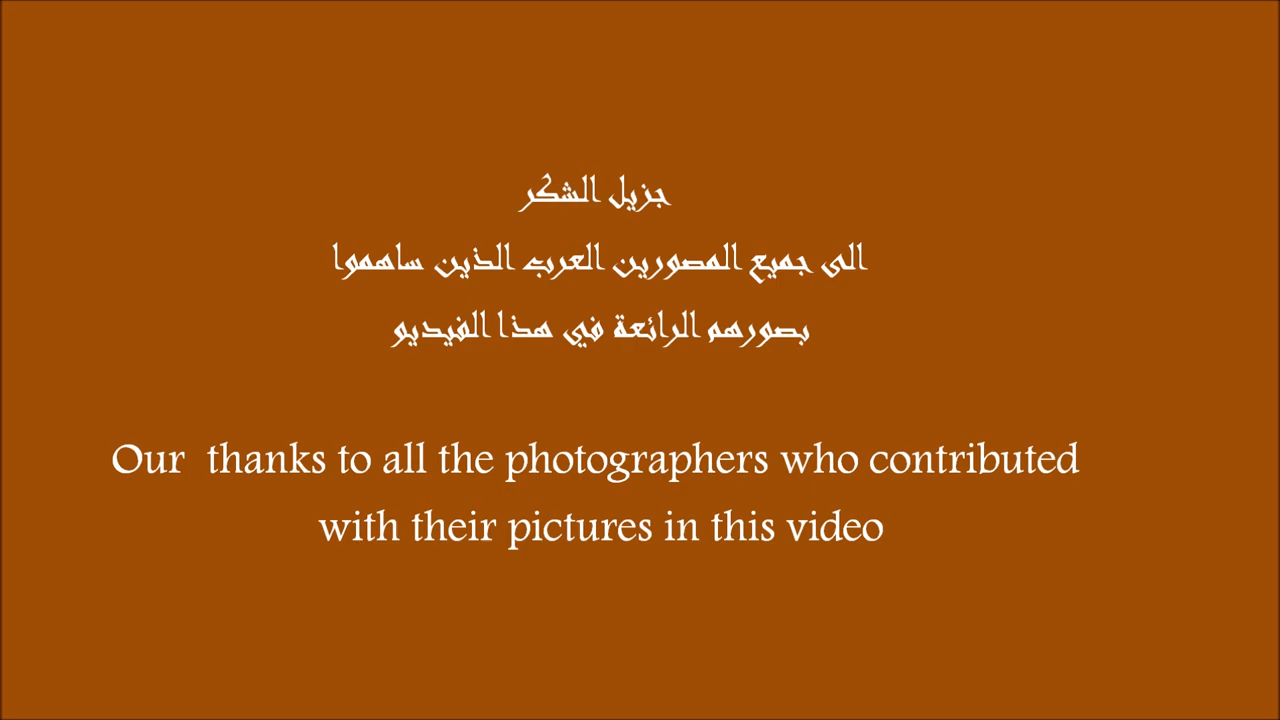 جزيل الشكر
الى جميع المصورين العرب الذين ساهموا
بصورهم الرائعة في هذا الفيديو
Our thanks to all the photographers who contributed
with their pictures in this video